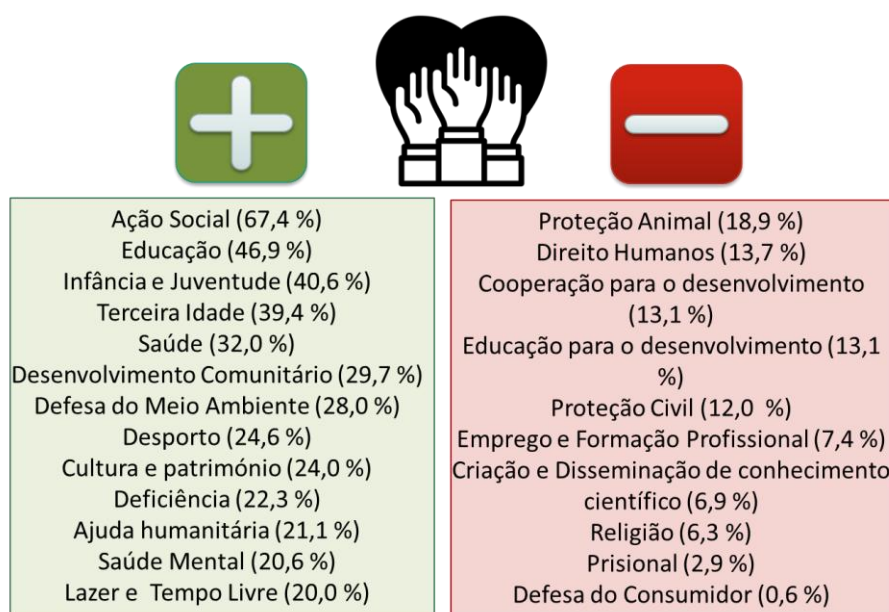 Ação Social (67,4 %)
Educação (46,9 %)
Infância e Juventude (40,6 %)
Terceira Idade (39,4 %)
Saúde (32,0 %)
Desenvolvimento Comunitário (29,7 %)
Defesa do Meio Ambiente (28,0 %)
Desporto (24,6 %)
Cultura e património (24,0 %)
Deficiência (22,3 %)
Ajuda humanitária (21,1 %)
Saúde Mental (20,6 %)
Lazer e Tempo Livre (20,0 %)
Proteção Animal (18,9 %)
Direito Humanos (13,7 %)
Cooperação para o desenvolvimento
(13,1 %)
Educação para o desenvolvimento (13,1
%)
Proteção Civil (12,0 %)
Emprego e Formação Profissional (7,4 %)
Criação e Disseminação de conhecimento
científico (6,9 %)
Religião (6,3 %)
Prisional (2,9 %)
Defesa do Consumidor (0,6 %)